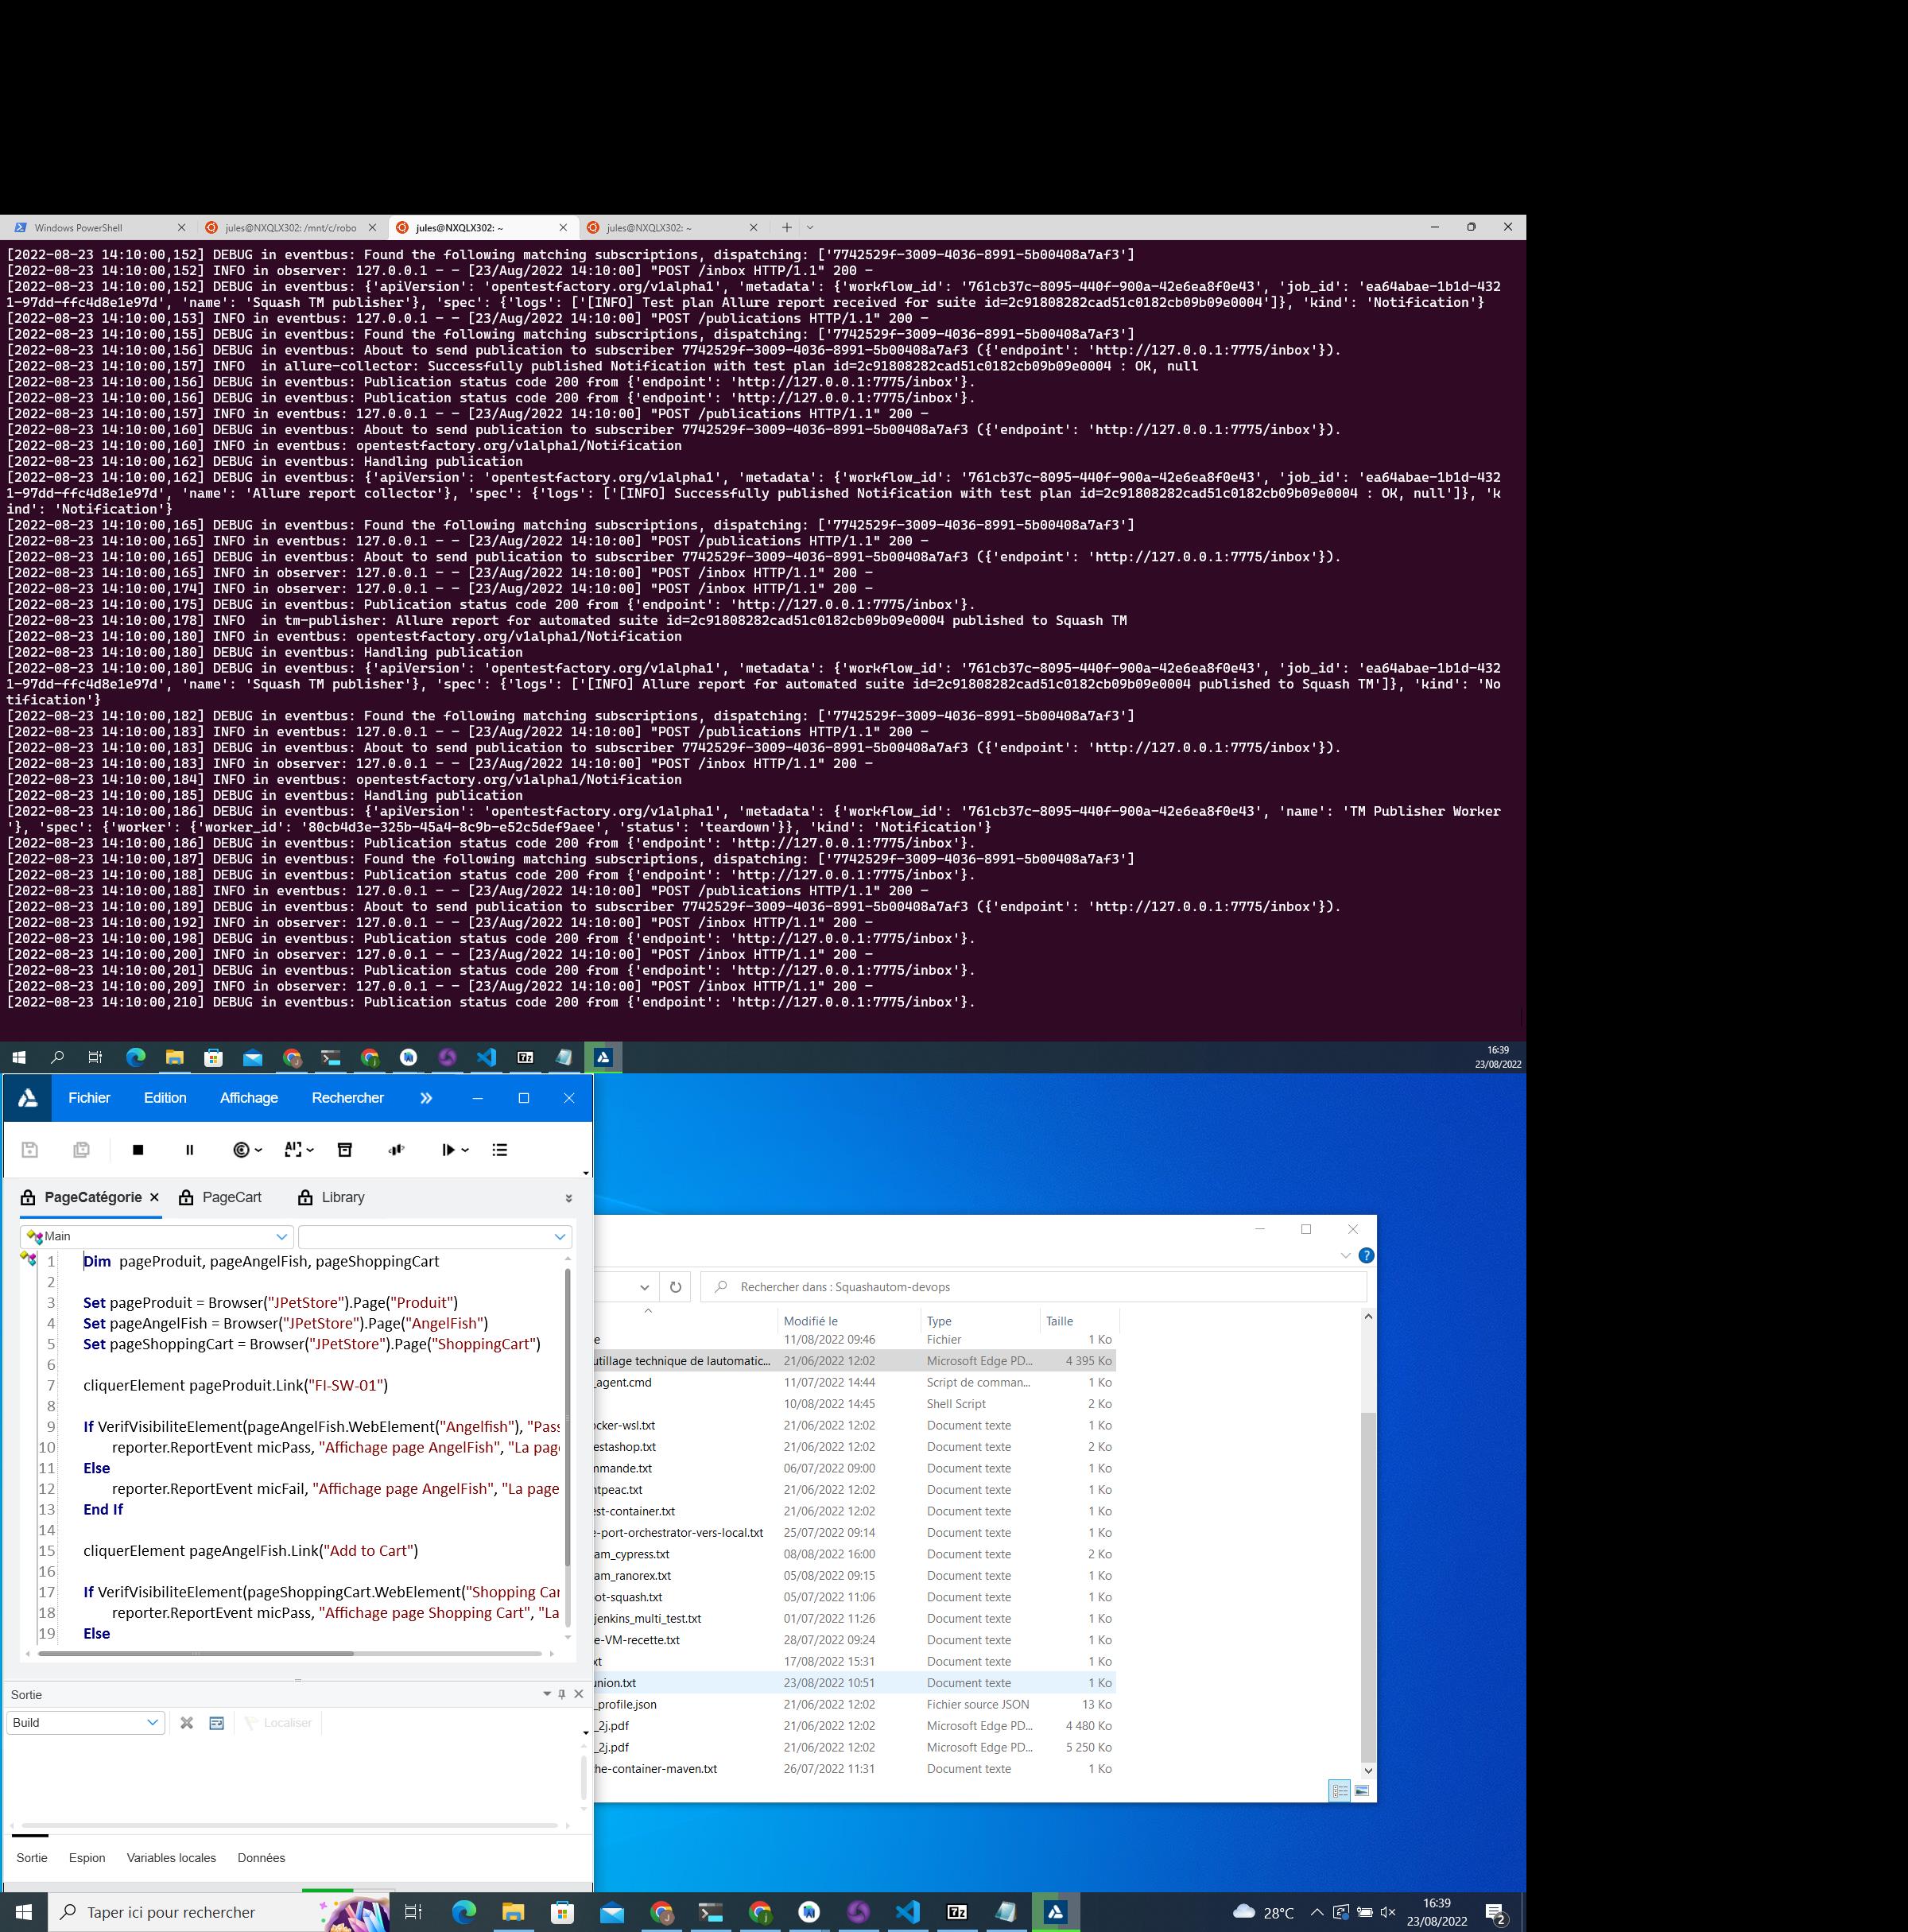 Windows PowerShell
jules@NXQLX302: /mnt/c/robo
jules@NXQLX302: ~
jules@NXQLX302: ~
[2022-08-23 14:10:00,152] DEBUG in eventbus: Found the following matching subscriptions, dispatching: ['7742529f-3009-4036-8991-5b00408a7af3']
[2022-08-23 14:10:00,152] INFO in observer: 127.0.0.1 - - [23/Aug/2022 14:10:00] "POST /inbox HTTP/1.1" 200 -
[2022-08-23 14:10:00,152] DEBUG in eventbus: {'apiVersion': 'opentestfactory.org/v1alpha1', 'metadata': {'workflow_id': '761cb37c-8095-440f-900a-42e6ea8f0e43', 'job_id': 'ea64abae-1b1d-432
1-97dd-ffc4d8e1e97d', 'name': 'Squash TM publisher'}, 'spec': {'logs': ['[INFO] Test plan Allure report received for suite id=2c91808282cad51c0182cb09b09e0004']}, 'kind': 'Notification'}
[2022-08-23 14:10:00,153] INFO in eventbus: 127.0.0.1 - - [23/Aug/2022 14:10:00] "POST /publications HTTP/1.1" 200 -
[2022-08-23 14:10:00,155] DEBUG in eventbus: Found the following matching subscriptions, dispatching: ['7742529f-3009-4036-8991-5b00408a7af3']
[2022-08-23 14:10:00,156] DEBUG in eventbus: About to send publication to subscriber 7742529f-3009-4036-8991-5b00408a7af3 ({'endpoint': 'http://127.0.0.1:7775/inbox'}).
[2022-08-23 14:10:00,157] INFO  in allure-collector: Successfully published Notification with test plan id=2c91808282cad51c0182cb09b09e0004 : OK, null
[2022-08-23 14:10:00,156] DEBUG in eventbus: Publication status code 200 from {'endpoint': 'http://127.0.0.1:7775/inbox'}.
[2022-08-23 14:10:00,156] DEBUG in eventbus: Publication status code 200 from {'endpoint': 'http://127.0.0.1:7775/inbox'}.
[2022-08-23 14:10:00,157] INFO in eventbus: 127.0.0.1 - - [23/Aug/2022 14:10:00] "POST /publications HTTP/1.1" 200 -
[2022-08-23 14:10:00,160] DEBUG in eventbus: About to send publication to subscriber 7742529f-3009-4036-8991-5b00408a7af3 ({'endpoint': 'http://127.0.0.1:7775/inbox'}).
[2022-08-23 14:10:00,160] INFO in eventbus: opentestfactory.org/v1alpha1/Notification
[2022-08-23 14:10:00,162] DEBUG in eventbus: Handling publication
[2022-08-23 14:10:00,162] DEBUG in eventbus: {'apiVersion': 'opentestfactory.org/v1alpha1', 'metadata': {'workflow_id': '761cb37c-8095-440f-900a-42e6ea8f0e43', 'job_id': 'ea64abae-1b1d-432
1-97dd-ffc4d8e1e97d', 'name': 'Allure report collector'}, 'spec': {'logs': ['[INFO] Successfully published Notification with test plan id=2c91808282cad51c0182cb09b09e0004 : OK, null']}, 'k
ind': 'Notification'}
[2022-08-23 14:10:00,165] DEBUG in eventbus: Found the following matching subscriptions, dispatching: ['7742529f-3009-4036-8991-5b00408a7af3']
[2022-08-23 14:10:00,165] INFO in eventbus: 127.0.0.1 - - [23/Aug/2022 14:10:00] "POST /publications HTTP/1.1" 200 -
[2022-08-23 14:10:00,165] DEBUG in eventbus: About to send publication to subscriber 7742529f-3009-4036-8991-5b00408a7af3 ({'endpoint': 'http://127.0.0.1:7775/inbox'}).
[2022-08-23 14:10:00,165] INFO in observer: 127.0.0.1 - - [23/Aug/2022 14:10:00] "POST /inbox HTTP/1.1" 200 -
[2022-08-23 14:10:00,174] INFO in observer: 127.0.0.1 - - [23/Aug/2022 14:10:00] "POST /inbox HTTP/1.1" 200 -
[2022-08-23 14:10:00,175] DEBUG in eventbus: Publication status code 200 from {'endpoint': 'http://127.0.0.1:7775/inbox'}.
[2022-08-23 14:10:00,178] INFO  in tm-publisher: Allure report for automated suite id=2c91808282cad51c0182cb09b09e0004 published to Squash TM
[2022-08-23 14:10:00,180] INFO in eventbus: opentestfactory.org/v1alpha1/Notification
[2022-08-23 14:10:00,180] DEBUG in eventbus: Handling publication
[2022-08-23 14:10:00,180] DEBUG in eventbus: {'apiVersion': 'opentestfactory.org/v1alpha1', 'metadata': {'workflow_id': '761cb37c-8095-440f-900a-42e6ea8f0e43', 'job_id': 'ea64abae-1b1d-432
1-97dd-ffc4d8e1e97d', 'name': 'Squash TM publisher'}, 'spec': {'logs': ['[INFO] Allure report for automated suite id=2c91808282cad51c0182cb09b09e0004 published to Squash TM']}, 'kind': 'No
tification'}
[2022-08-23 14:10:00,182] DEBUG in eventbus: Found the following matching subscriptions, dispatching: ['7742529f-3009-4036-8991-5b00408a7af3']
[2022-08-23 14:10:00,183] INFO in eventbus: 127.0.0.1 - - [23/Aug/2022 14:10:00] "POST /publications HTTP/1.1" 200 -
[2022-08-23 14:10:00,183] DEBUG in eventbus: About to send publication to subscriber 7742529f-3009-4036-8991-5b00408a7af3 ({'endpoint': 'http://127.0.0.1:7775/inbox'}).
[2022-08-23 14:10:00,183] INFO in observer: 127.0.0.1 - - [23/Aug/2022 14:10:00] "POST /inbox HTTP/1.1" 200 -
[2022-08-23 14:10:00,184] INFO in eventbus: opentestfactory.org/v1alpha1/Notification
[2022-08-23 14:10:00,185] DEBUG in eventbus: Handling publication
[2022-08-23 14:10:00,186] DEBUG in eventbus: {'apiVersion': 'opentestfactory.org/v1alpha1', 'metadata': {'workflow_id': '761cb37c-8095-440f-900a-42e6ea8f0e43', 'name': 'TM Publisher Worker
'}, 'spec': {'worker': {'worker_id': '80cb4d3e-325b-45a4-8c9b-e52c5def9aee', 'status': 'teardown'}}, 'kind': 'Notification'}
[2022-08-23 14:10:00,186] DEBUG in eventbus: Publication status code 200 from {'endpoint': 'http://127.0.0.1:7775/inbox'}.
[2022-08-23 14:10:00,187] DEBUG in eventbus: Found the following matching subscriptions, dispatching: ['7742529f-3009-4036-8991-5b00408a7af3']
[2022-08-23 14:10:00,188] DEBUG in eventbus: Publication status code 200 from {'endpoint': 'http://127.0.0.1:7775/inbox'}.
[2022-08-23 14:10:00,188] INFO in eventbus: 127.0.0.1 - - [23/Aug/2022 14:10:00] "POST /publications HTTP/1.1" 200 -
[2022-08-23 14:10:00,189] DEBUG in eventbus: About to send publication to subscriber 7742529f-3009-4036-8991-5b00408a7af3 ({'endpoint': 'http://127.0.0.1:7775/inbox'}).
[2022-08-23 14:10:00,192] INFO in observer: 127.0.0.1 - - [23/Aug/2022 14:10:00] "POST /inbox HTTP/1.1" 200 -
[2022-08-23 14:10:00,198] DEBUG in eventbus: Publication status code 200 from {'endpoint': 'http://127.0.0.1:7775/inbox'}.
[2022-08-23 14:10:00,200] INFO in observer: 127.0.0.1 - - [23/Aug/2022 14:10:00] "POST /inbox HTTP/1.1" 200 -
[2022-08-23 14:10:00,201] DEBUG in eventbus: Publication status code 200 from {'endpoint': 'http://127.0.0.1:7775/inbox'}.
[2022-08-23 14:10:00,209] INFO in observer: 127.0.0.1 - - [23/Aug/2022 14:10:00] "POST /inbox HTTP/1.1" 200 -
[2022-08-23 14:10:00,210] DEBUG in eventbus: Publication status code 200 from {'endpoint': 'http://127.0.0.1:7775/inbox'}.
16:39
23/08/2022
Fichier Edition Affichage Rechercher
PageCatégorie PageCart Library
Main
1 Dim pageProduit, pageAngelFish, pageShoppingCart
2
3 Set pageProduit = Browser("JPetStore").Page("Produit")
4 Set pageAngelFish = Browser("JPetStore").Page("AngelFish")
5 Set pageShoppingCart = Browser("JPetStore").Page("ShoppingCart")
6
7 cliquerElement pageProduit.Link("FI-SW-01")
8
9 If VerifVisibiliteElement(pageAngelFish.WebElement("Angelfish"), "Pass
10 reporter.ReportEvent micPass, "Affichage page AngelFish", "La page
11 Else
12 reporter.ReportEvent micFail, "Affichage page AngelFish", "La page
13 End If
14
15 cliquerElement pageAngelFish.Link("Add to Cart")
16
17 If VerifVisibiliteElement(pageShoppingCart.WebElement("Shopping Car
18 reporter.ReportEvent micPass, "Affichage page Shopping Cart", "La
19 Else
Sortie
Build
Localiser
Sortie Espion Variables locales Données
Rechercher dans : Squashautom-devops
Modifié le Type Taille
e 11/08/2022 09:46 Fichier 1 Ko
utillage technique de lautomatic... 21/06/2022 12:02 Microsoft Edge PD... 4 395 Ko
_agent.cmd 11/07/2022 14:44 Script de comman... 1 Ko
10/08/2022 14:45 Shell Script 2 Ko
ocker-wsl.txt 21/06/2022 12:02 Document texte 1 Ko
estashop.txt 21/06/2022 12:02 Document texte 2 Ko
mmande.txt 06/07/2022 09:00 Document texte 1 Ko
ntpeac.txt 21/06/2022 12:02 Document texte 1 Ko
est-container.txt 21/06/2022 12:02 Document texte 1 Ko
e-port-orchestrator-vers-local.txt 25/07/2022 09:14 Document texte 1 Ko
am_cypress.txt 08/08/2022 16:00 Document texte 2 Ko
am_ranorex.txt 05/08/2022 09:15 Document texte 1 Ko
ot-squash.txt 05/07/2022 11:06 Document texte 1 Ko
jenkins_multi_test.txt 01/07/2022 11:26 Document texte 1 Ko
e-VM-recette.txt 28/07/2022 09:24 Document texte 1 Ko
xt 17/08/2022 15:31 Document texte 1 Ko
union.txt 23/08/2022 10:51 Document texte 1 Ko
_profile.json 21/06/2022 12:02 Fichier source JSON 13 Ko
_2j.pdf 21/06/2022 12:02 Microsoft Edge PD... 4 480 Ko
_2j.pdf 21/06/2022 12:02 Microsoft Edge PD... 5 250 Ko
he-container-maven.txt 26/07/2022 11:31 Document texte 1 Ko
Taper ici pour rechercher
28°C
16:39
23/08/2022
2